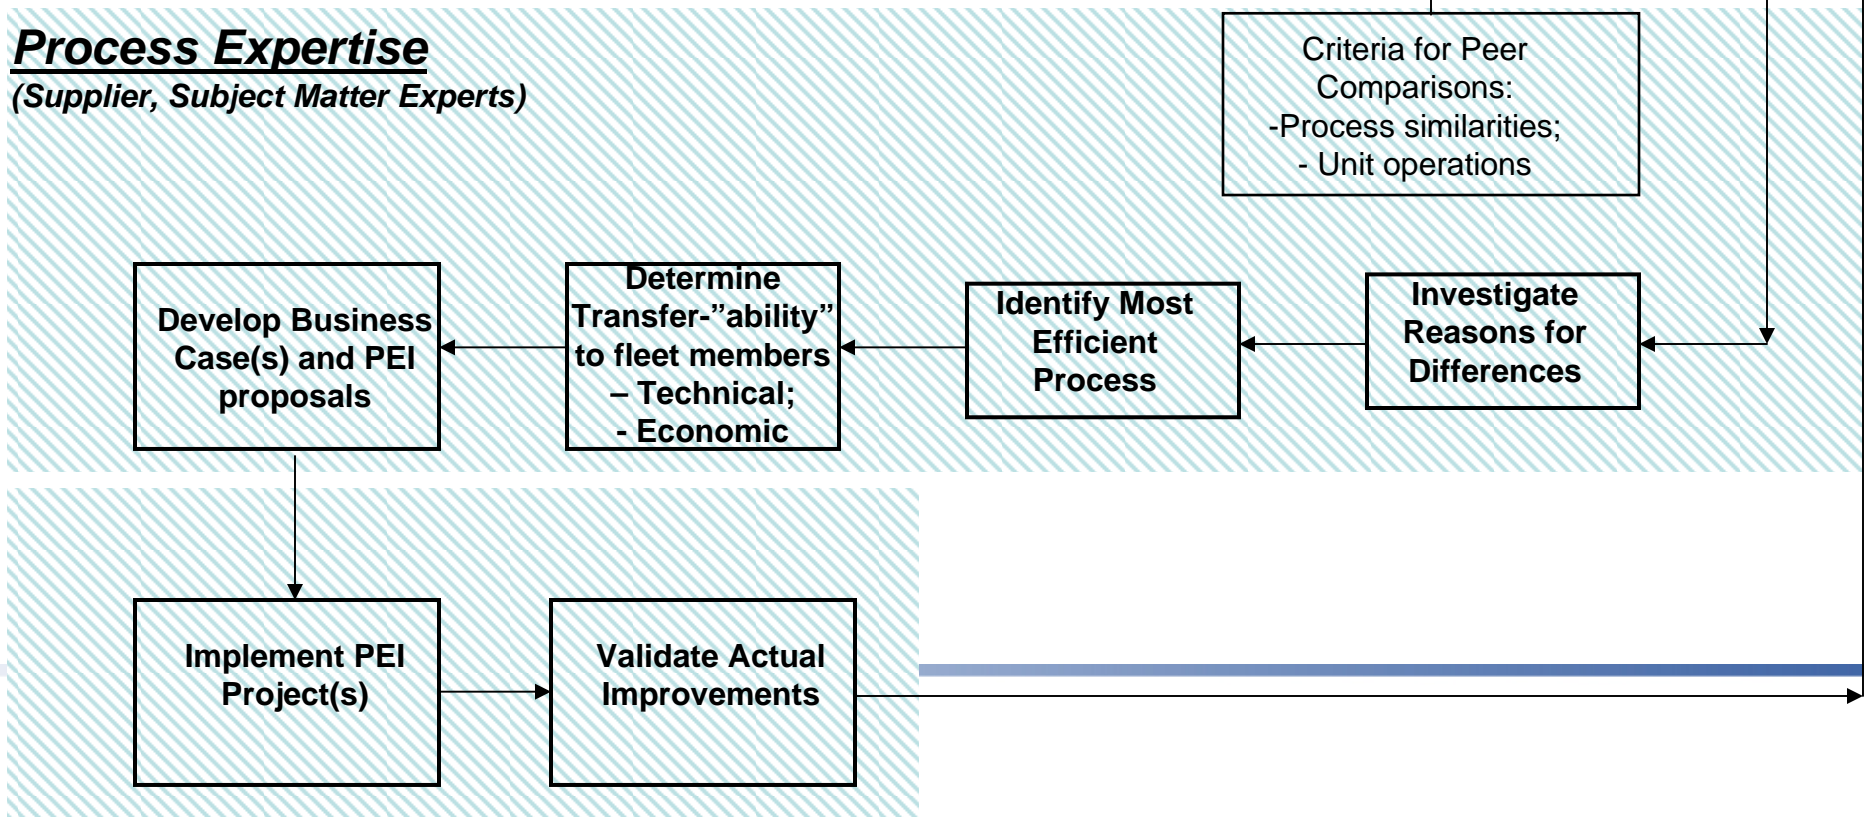 Process Expertise
(Supplier, Subject Matter Experts)
Criteria for Peer
Comparisons:
-Process similarities;
- Unit operations
Develop Business
Case(s) and PEI
proposals
Determine
Transfer-”ability”
to fleet members
– Technical;
- Economic
Identify Most
Efficient
Process
Investigate
Reasons for
Differences
Implement PEI
Project(s)
Validate Actual
Improvements